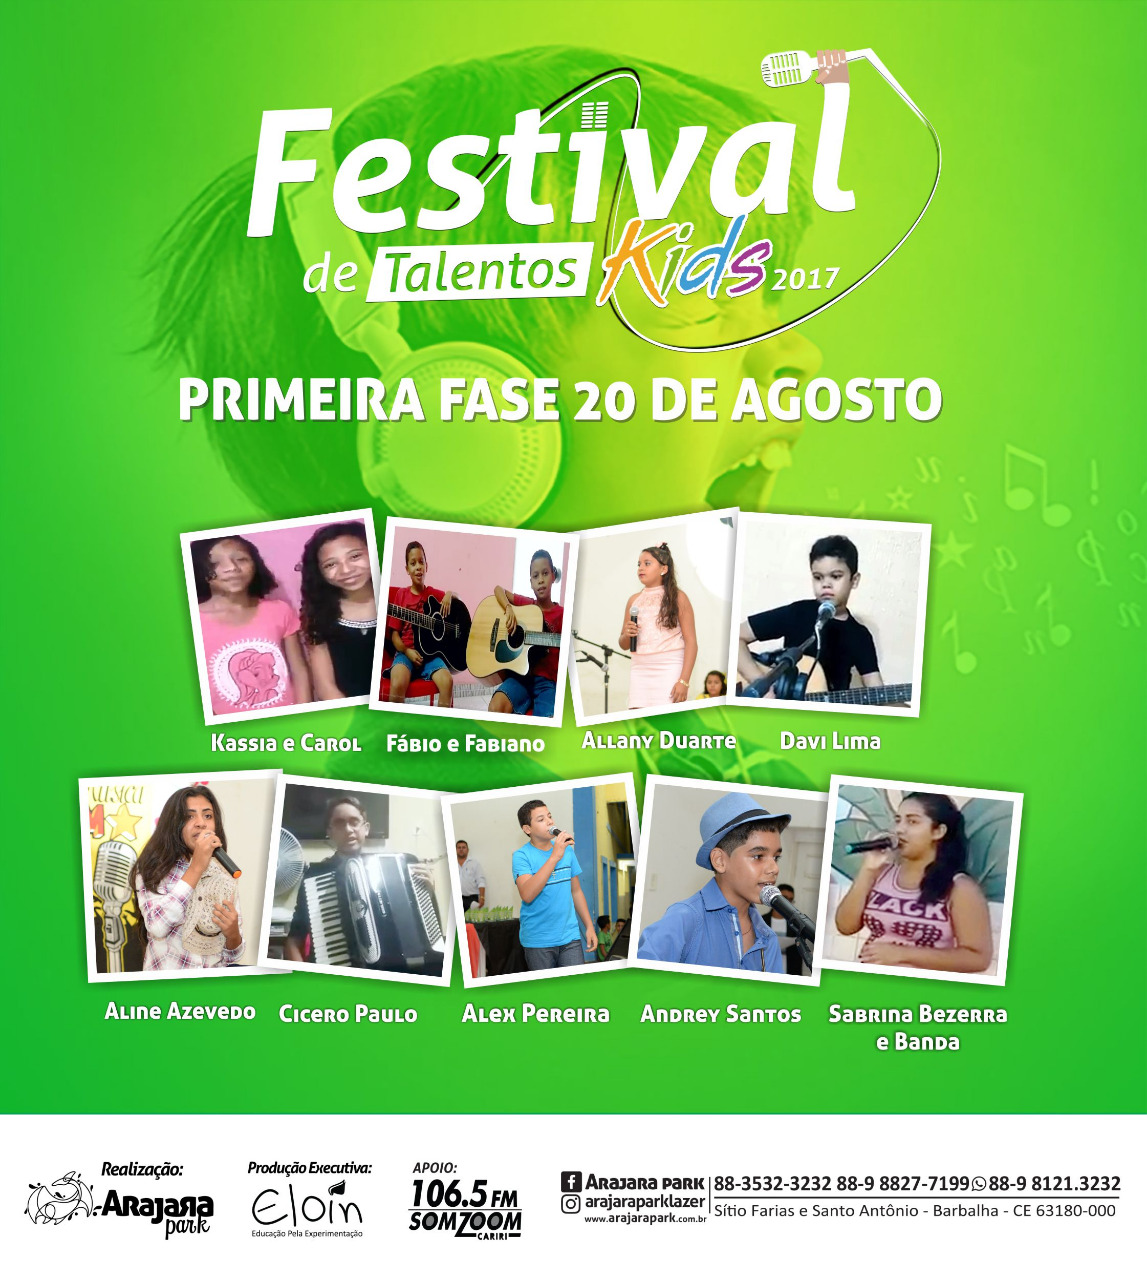 Festival
de Talentos Kids 2017
PRIMEIRA FASE 20 DE AGOSTO
Kassia e Carol
Fábio e Fabiano
Allany Duarte
Davi Lima
MUSICA
BLACK
Aline Azevedo
Cicero Paulo
Alex Pereira
Andrey Santos
Sabrina Bezerra
e Banda
Realização:
Arajara
park
Produção Executiva:
Eloin
Educação Pela Experimentação
APOIO:
106.5 FM
SOMZOOM
CARIRI
Arajara park
arajaraparklazer
www.arajarapark.com.br
88-3532-3232 88-9 8827-7199 88-9 8121.3232
Sítio Farias e Santo Antônio - Barbalha - CE 63180-000